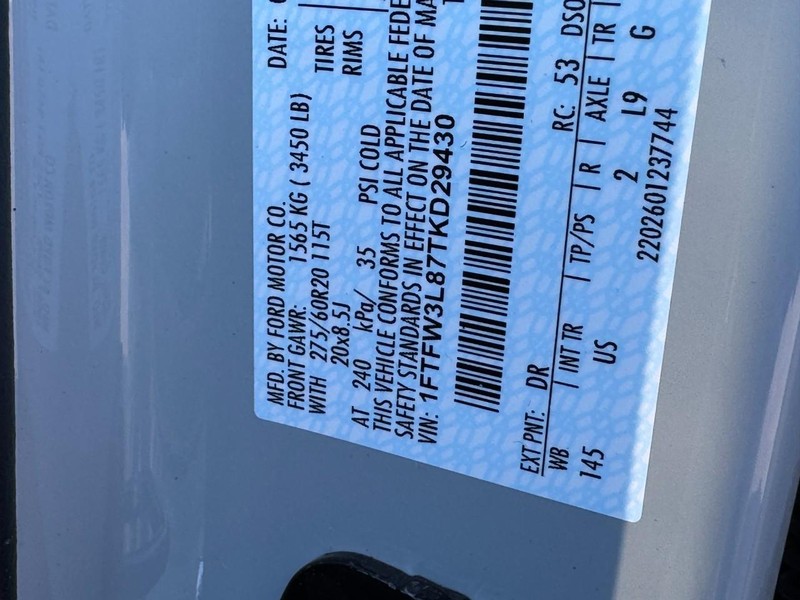 MFD. BY FORD MOTOR CO.
DATE:
FRONT GAWR: 1565 KG ( 3450 LB)
WITH 275/60R20 115T TIRES
20x8.5J RIMS
AT 240 kPa/ 35 PSI COLD
THIS VEHICLE CONFORMS TO ALL APPLICABLE FEDE
SAFETY STANDARDS IN EFFECT ON THE DATE OF MA
VIN: 1FTFW3L87TKD29430
EXT PNT: DR RC: 53 DSO
WB | INT TR | TP/PS | R | AXLE | TR
145 US 2 L9 G
2202601237744